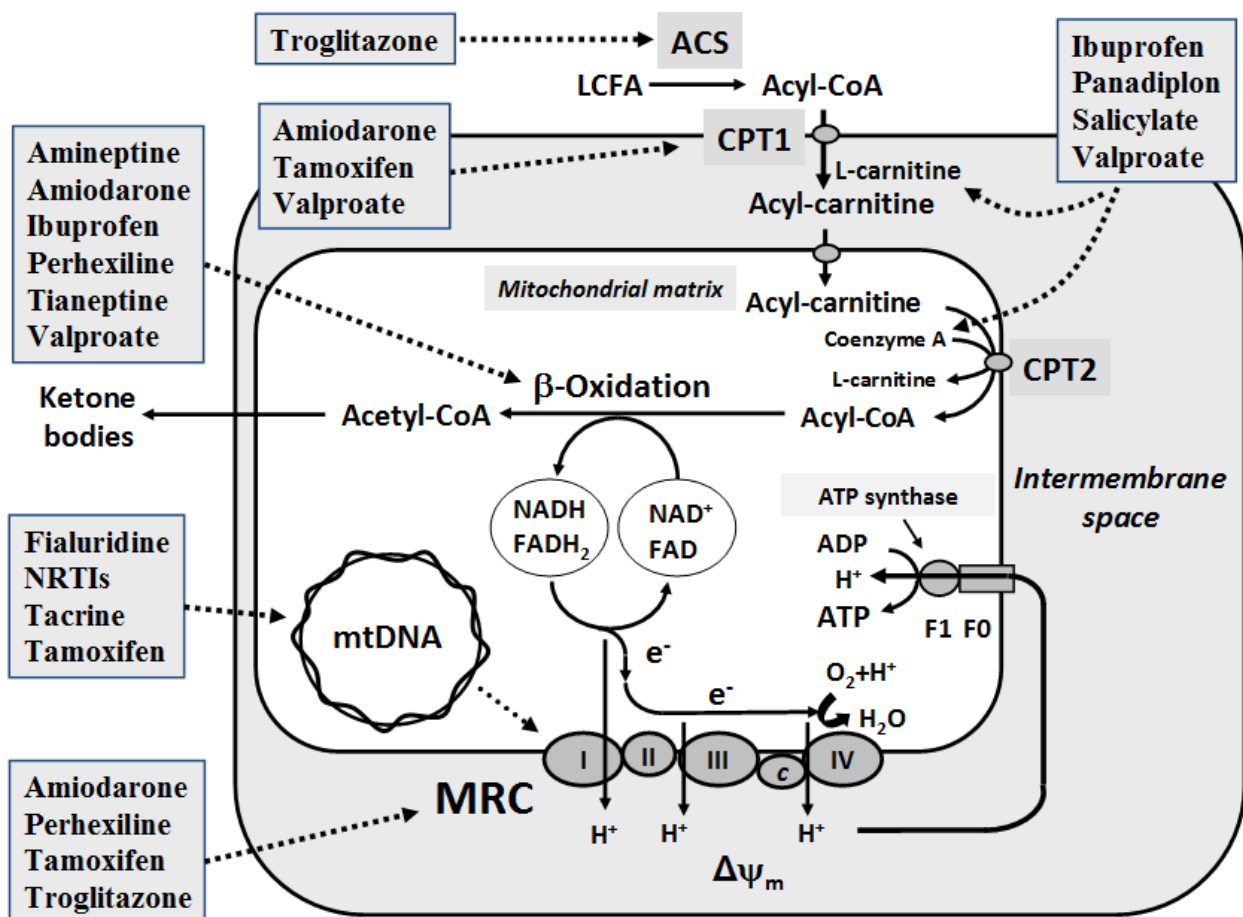 Troglitazone
ACS
LCFA
Acyl-CoA
Ibuprofen
Panadiplon
Salicylate
Valproate
Amiodarone
Tamoxifen
Valproate
CPT1
L-carnitine
Acyl-carnitine
Amineptine
Amiodarone
Ibuprofen
Perhexiline
Tianeptine
Valproate
Mitochondrial matrix
Acyl-carnitine
Coenzyme A
L-carnitine
CPT2
Acyl-CoA
β-Oxidation
Acetyl-CoA
Ketone
bodies
NADH
FADH₂
NAD⁺
FAD
Intermembrane
space
ATP synthase
ADP
H⁺
ATP
F1 F0
Fialuridine
NRTIs
Tacrine
Tamoxifen
mtDNA
e⁻
e⁻
O₂+H⁺
H₂O
I
II
III
c
IV
MRC
H⁺
H⁺
H⁺
Δψₘ
Amiodarone
Perhexiline
Tamoxifen
Troglitazone